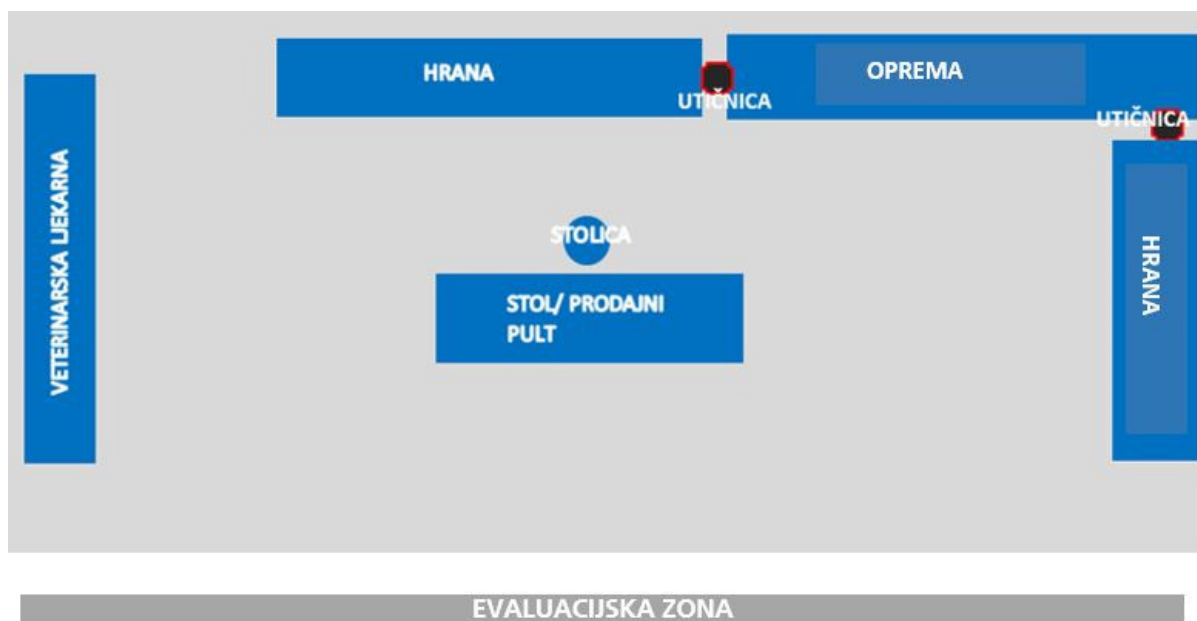 HRANA
OPREMA
UTIČNICA
UTIČNICA
VETERINARSKA LJEKARNA
STOLICA
HRANA
STOL/ PRODAJNI
PULT
EVALUACIJSKA ZONA